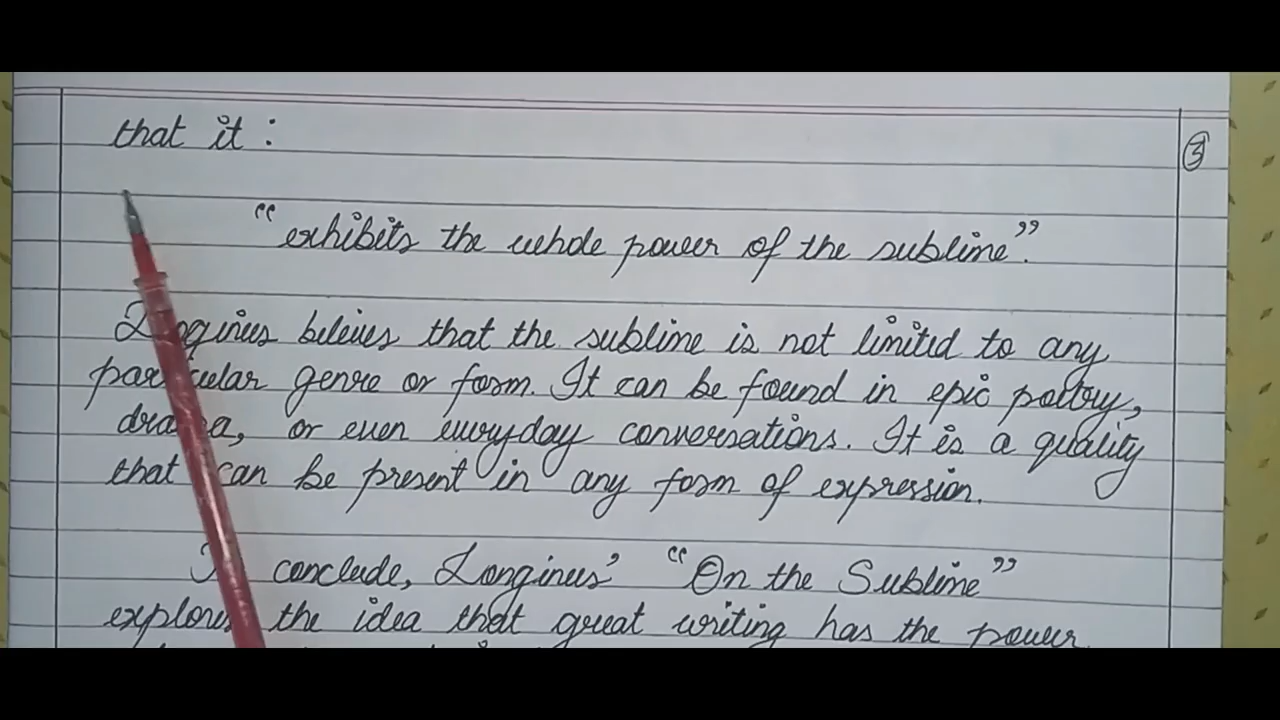 that it :
3
“exhibits the whole power of the sublime”.
Longinus beleives that the sublime is not limited to any
particular genre or form. It can be found in epic poetry,
drama, or even everyday conversations. It is a quality
that can be present in any form of expression.
To conclude, Longinus’ “On the Sublime”
explores the idea that great writing has the power